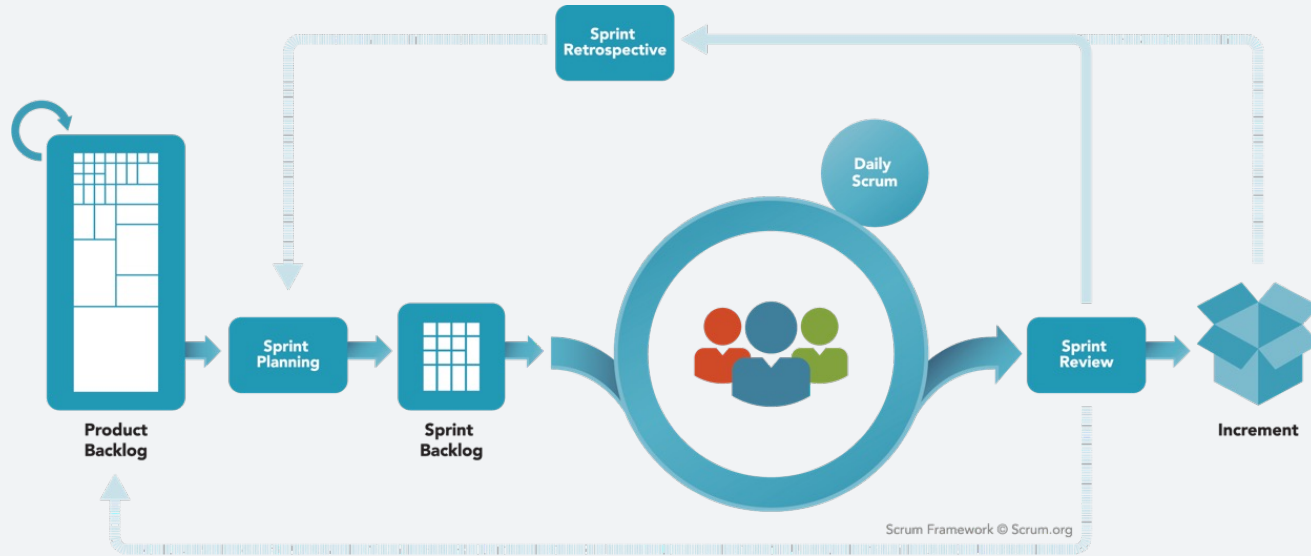 Sprint
Retrospective
Daily
Scrum
Sprint
Planning
Sprint
Review
Product
Backlog
Sprint
Backlog
Increment
Scrum Framework © Scrum.org